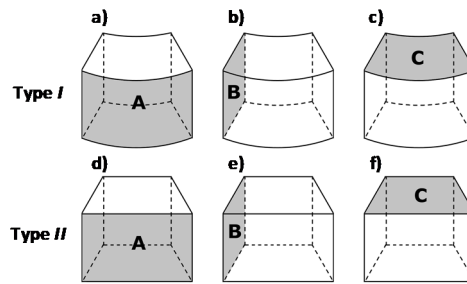 a) b) c)
Type I A B C
d) e) f)
Type II A B C